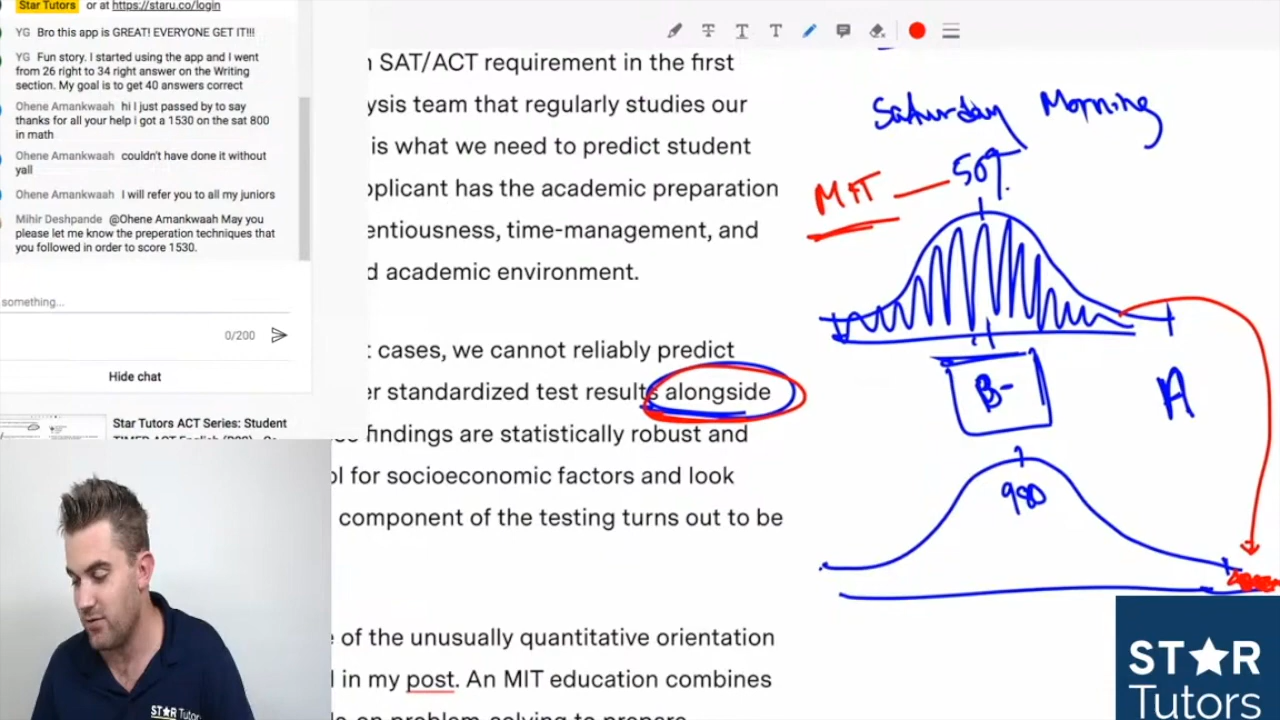 Star Tutors or at https://staru.co/login
YG Bro this app is GREAT! EVERYONE GET IT!!!
YG Fun story. I started using the app and I went
from 26 right to 34 right answer on the Writing
section. My goal is to get 40 answers correct
Ohene Amankwaah hi I just passed by to say
thanks for all your help i got a 1530 on the sat 800
in math
Ohene Amankwaah couldn't have done it without
yall
Ohene Amankwaah I will refer you to all my juniors
Mihir Deshpande @Ohene Amankwaah May you
please let me know the preperation techniques that
you followed in order to score 1530.
something...
0/200
Hide chat
Star Tutors ACT Series: Student
SAT/ACT requirement in the first
ysis team that regularly studies our
is what we need to predict student
pplicant has the academic preparation
entiousness, time-management, and
d academic environment.
t cases, we cannot reliably predict
er standardized test results alongside
findings are statistically robust and
ol for socioeconomic factors and look
component of the testing turns out to be
e of the unusually quantitative orientation
l in my post. An MIT education combines
problem-solving to prepare
Saturday Morning
MIT
50%
B-
A
980
STAR Tutors
STAR
Tutors